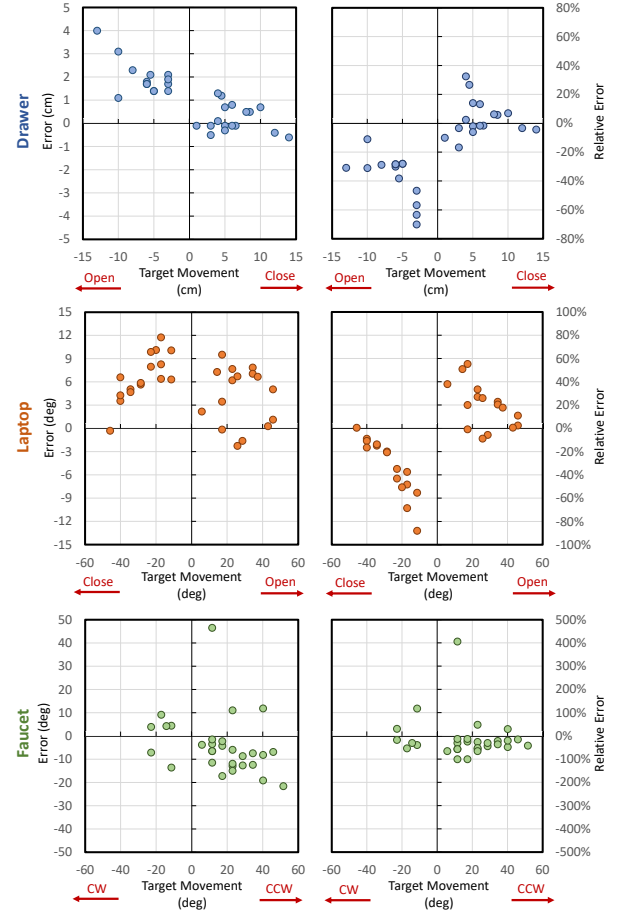 Drawer
Error (cm)
5
4
3
2
1
0
-1
-2
-3
-4
-5
-15 -10 -5 0 5 10 15
Open Target Movement Close
(cm)
80%
60%
40%
20%
0%
-20%
-40%
-60%
-80%
Relative Error
-15 -10 -5 0 5 10 15
Open Target Movement Close
(cm)
Laptop
Error (deg)
15
12
9
6
3
0
-3
-6
-9
-12
-15
-60 -40 -20 0 20 40 60
Close Target Movement Open
(deg)
100%
80%
60%
40%
20%
0%
-20%
-40%
-60%
-80%
-100%
Relative Error
-60 -40 -20 0 20 40 60
Close Target Movement Open
(deg)
Faucet
Error (deg)
50
40
30
20
10
0
-10
-20
-30
-40
-50
-60 -40 -20 0 20 40 60
CW Target Movement CCW
(deg)
500%
400%
300%
200%
100%
0%
-100%
-200%
-300%
-400%
-500%
Relative Error
-60 -40 -20 0 20 40 60
CW Target Movement CCW
(deg)